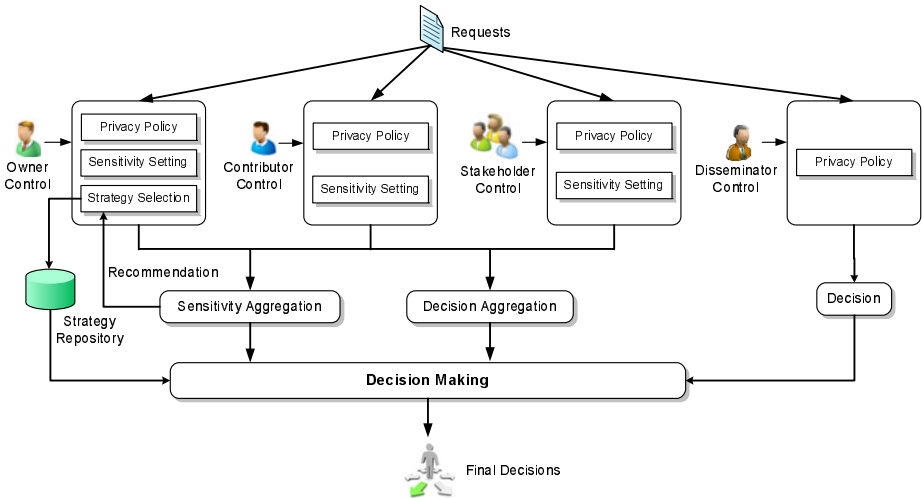 Requests
Owner
Control
Privacy Policy
Sensitivity Setting
Strategy Selection
Contributor
Control
Privacy Policy
Sensitivity Setting
Stakeholder
Control
Privacy Policy
Sensitivity Setting
Disseminator
Control
Privacy Policy
Recommendation
Strategy
Repository
Sensitivity Aggregation
Decision Aggregation
Decision
Decision Making
Final Decisions